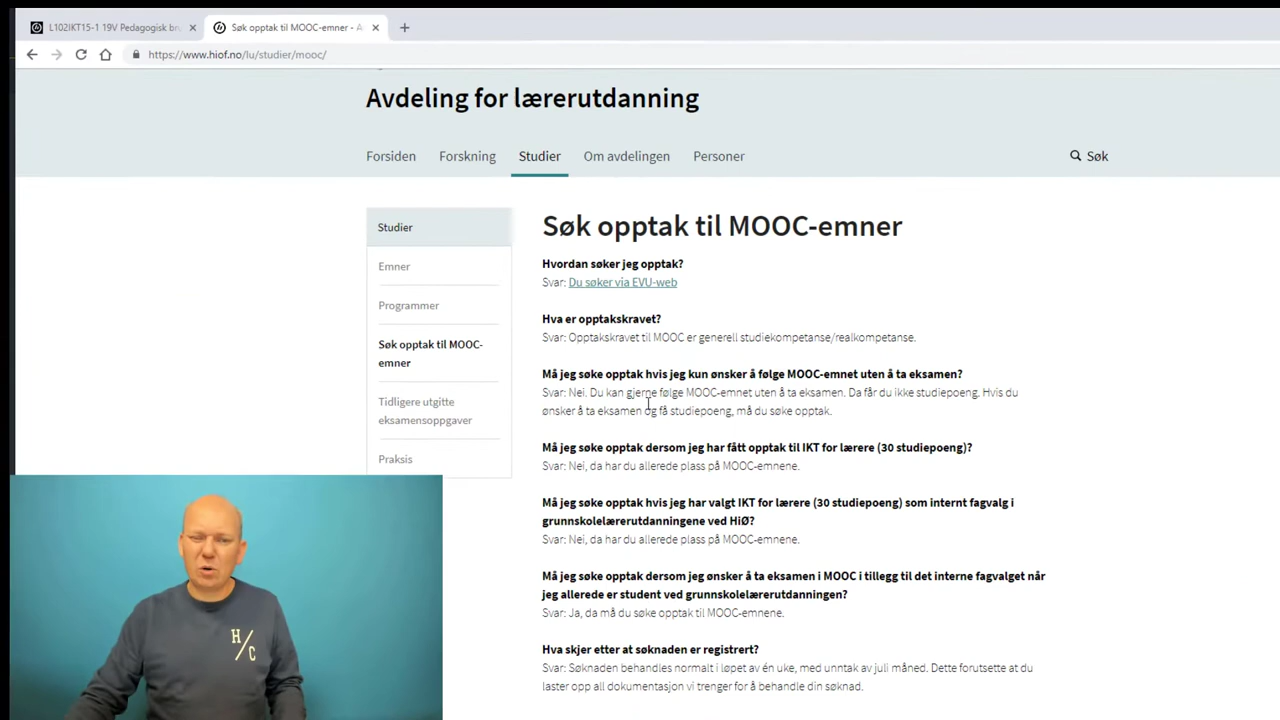 L102IKT15-1 19V Pedagogisk bru
Søk opptak til MOOC-emner - A
https://www.hiof.no/lu/studier/mooc/
Avdeling for lærerutdanning
Forsiden Forskning Studier Om avdelingen Personer Søk
Studier
Emner
Programmer
Søk opptak til MOOC-
emner
Tidligere utgitte
eksamensoppgaver
Praksis
Søk opptak til MOOC-emner
Hvordan søker jeg opptak?
Svar: Du søker via EVU-web
Hva er opptakskravet?
Svar: Opptakskravet til MOOC er generell studiekompetanse/realkompetanse.
Må jeg søke opptak hvis jeg kun ønsker å følge MOOC-emnet uten å ta eksamen?
Svar: Nei. Du kan gjerne følge MOOC-emnet uten å ta eksamen. Da får du ikke studiepoeng. Hvis du
ønsker å ta eksamen og få studiepoeng, må du søke opptak.
Må jeg søke opptak dersom jeg har fått opptak til IKT for lærere (30 studiepoeng)?
Svar: Nei, da har du allerede plass på MOOC-emnene.
Må jeg søke opptak hvis jeg har valgt IKT for lærere (30 studiepoeng) som internt fagvalg i
grunnskolelærerutdanningene ved HiØ?
Svar: Nei, da har du allerede plass på MOOC-emnene.
Må jeg søke opptak dersom jeg ønsker å ta eksamen i MOOC i tillegg til det interne fagvalget når
jeg allerede er student ved grunnskolelærerutdanningen?
Svar: Ja, da må du søke opptak til MOOC-emnene.
Hva skjer etter at søknaden er registrert?
Svar: Søknaden behandles normalt i løpet av én uke, med unntak av juli måned. Dette forutsette at du
laster opp all dokumentasjon vi trenger for å behandle din søknad.
H/C